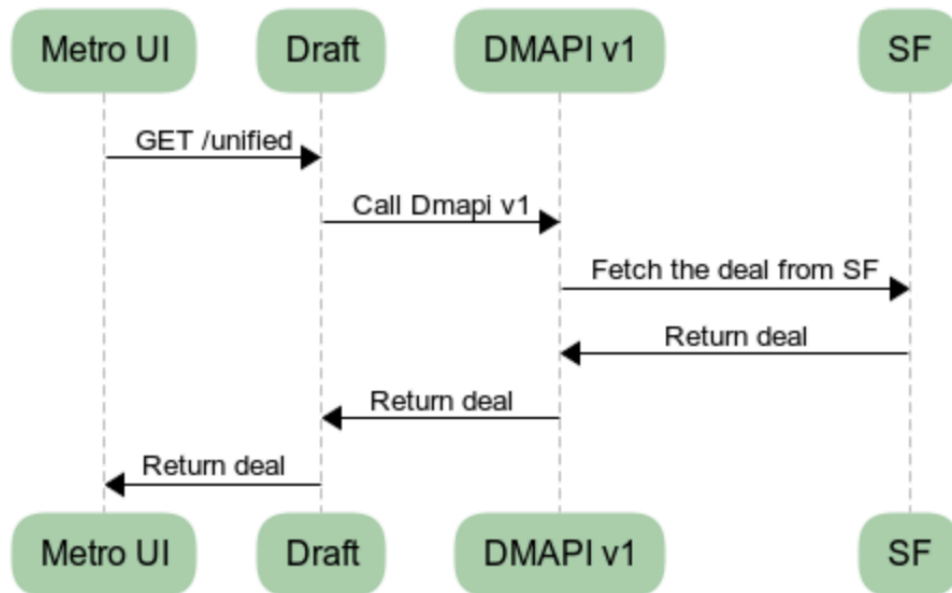 Metro UI Draft DMAPI v1 SF
GET /unified
Call Dmapi v1
Fetch the deal from SF
Return deal
Return deal
Return deal
Metro UI Draft DMAPI v1 SF